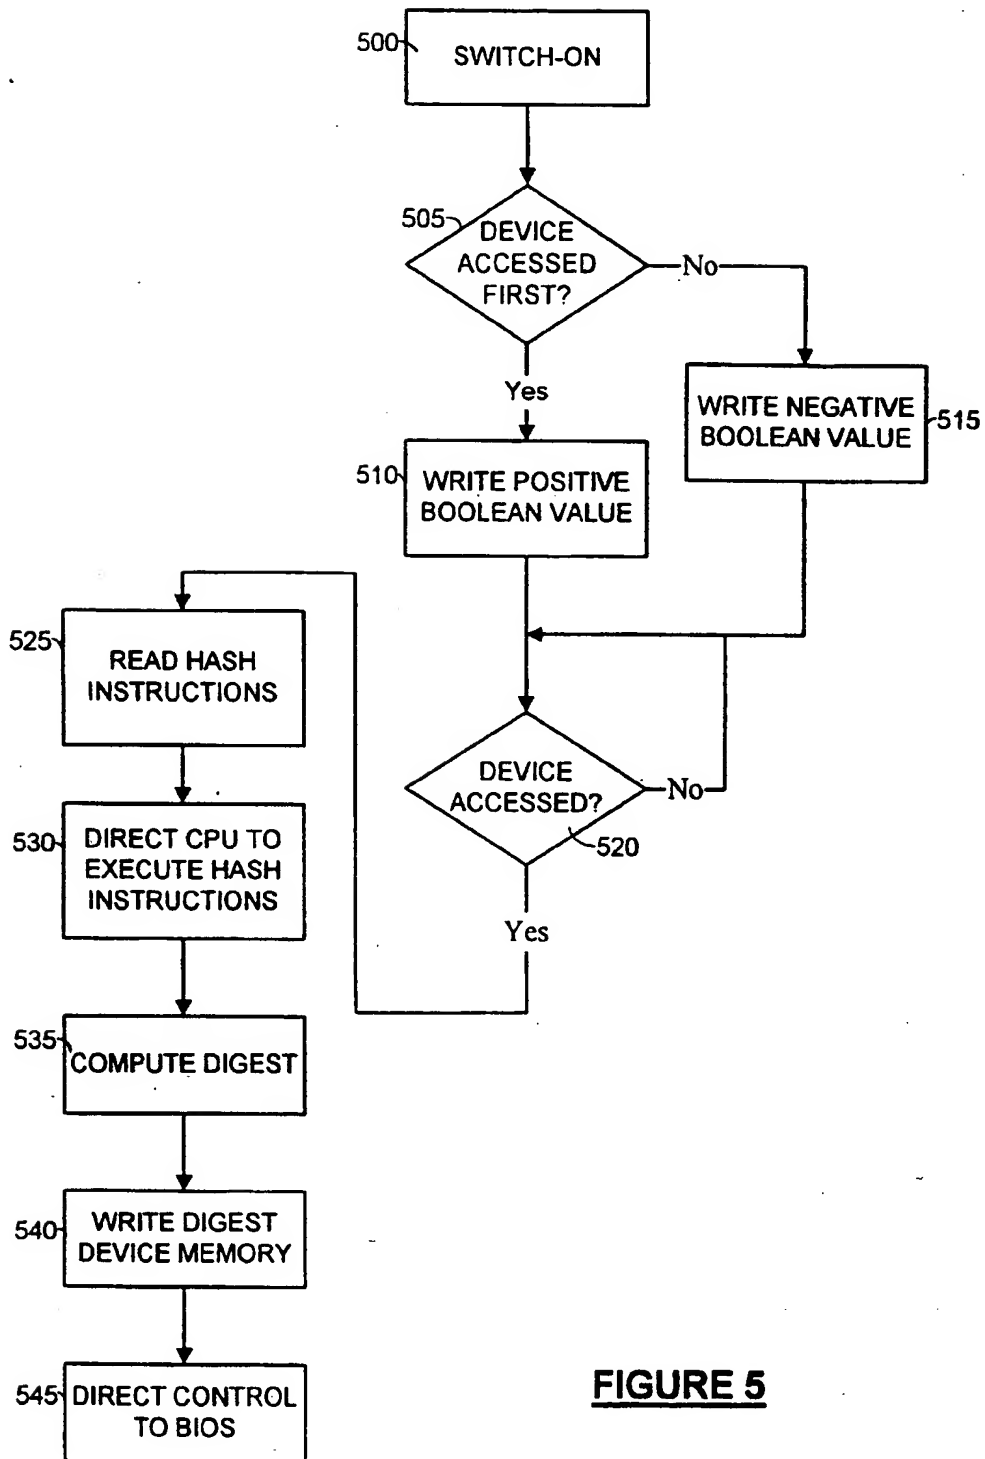 500
SWITCH-ON
505
DEVICE
ACCESSED
FIRST?
No
Yes
WRITE NEGATIVE
BOOLEAN VALUE
515
510
WRITE POSITIVE
BOOLEAN VALUE
DEVICE
ACCESSED?
No
520
Yes
525
READ HASH
INSTRUCTIONS
530
DIRECT CPU TO
EXECUTE HASH
INSTRUCTIONS
535
COMPUTE DIGEST
540
WRITE DIGEST
DEVICE MEMORY
545
DIRECT CONTROL
TO BIOS
FIGURE 5